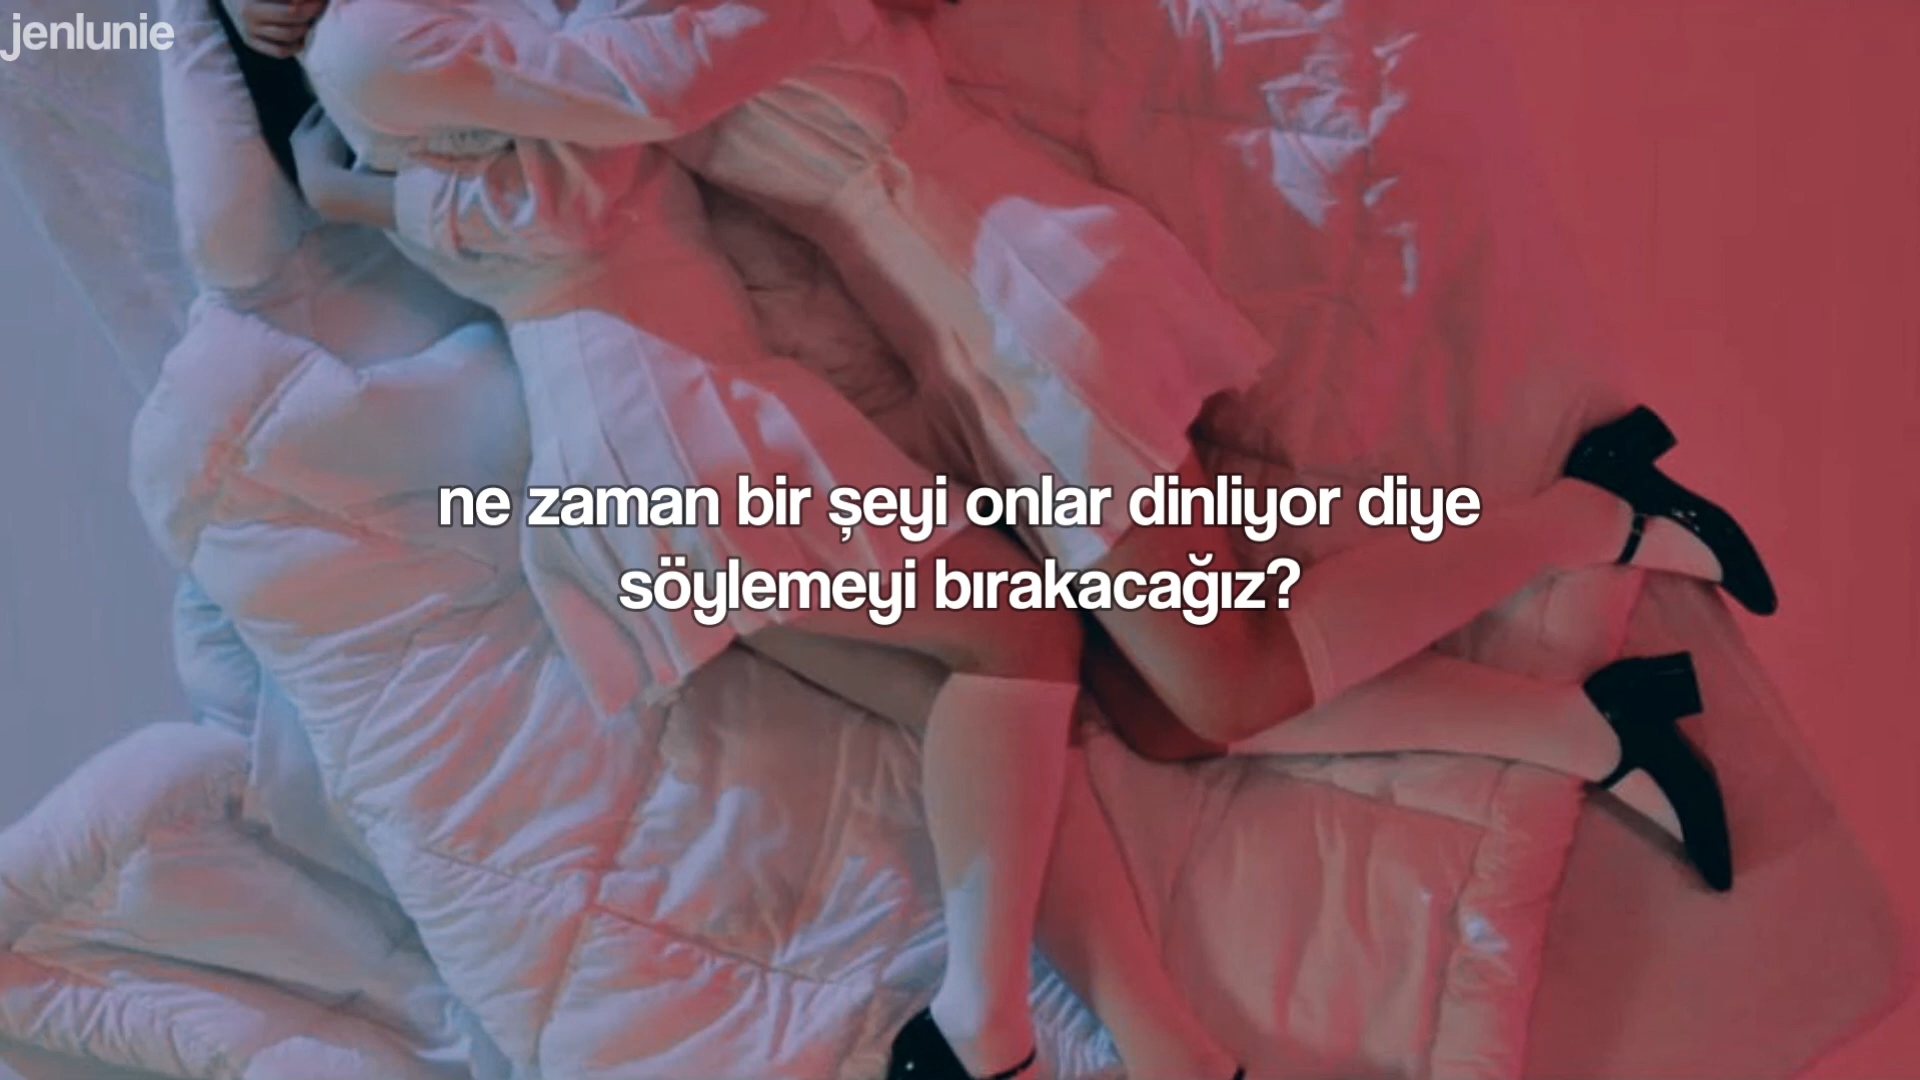 jenlunie
ne zaman bir şeyi onlar dinliyor diye
söylemeyi bırakacağız?